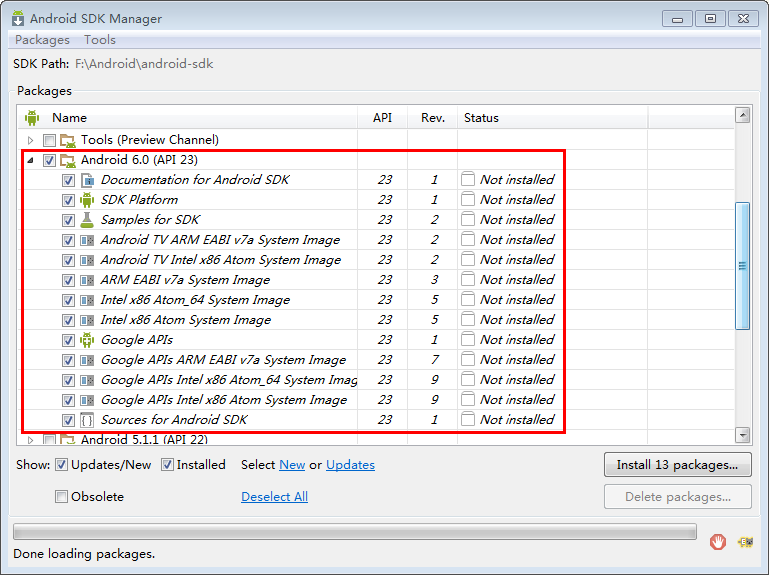 Android SDK Manager
Packages Tools
SDK Path: F:\Android\android-sdk
Packages
Name API Rev. Status
Tools (Preview Channel)
Android 6.0 (API 23)
Documentation for Android SDK 23 1 Not installed
SDK Platform 23 1 Not installed
Samples for SDK 23 2 Not installed
Android TV ARM EABI v7a System Image 23 2 Not installed
Android TV Intel x86 Atom System Image 23 2 Not installed
ARM EABI v7a System Image 23 3 Not installed
Intel x86 Atom_64 System Image 23 5 Not installed
Intel x86 Atom System Image 23 5 Not installed
Google APIs 23 1 Not installed
Google APIs ARM EABI v7a System Image 23 7 Not installed
Google APIs Intel x86 Atom_64 System Imag 23 9 Not installed
Google APIs Intel x86 Atom System Image 23 9 Not installed
Sources for Android SDK 23 1 Not installed
Android 5.1.1 (API 22)
Show: Updates/New Installed Select New or Updates Install 13 packages...
Obsolete Deselect All Delete packages...
Done loading packages.